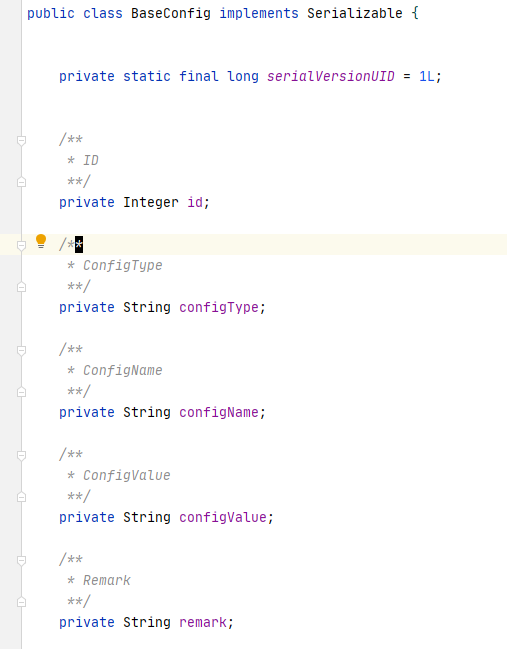 public class BaseConfig implements Serializable {
private static final long serialVersionUID = 1L;
/**
* ID
**/
private Integer id;
/**
* ConfigType
**/
private String configType;
/**
* ConfigName
**/
private String configName;
/**
* ConfigValue
**/
private String configValue;
/**
* Remark
**/
private String remark;